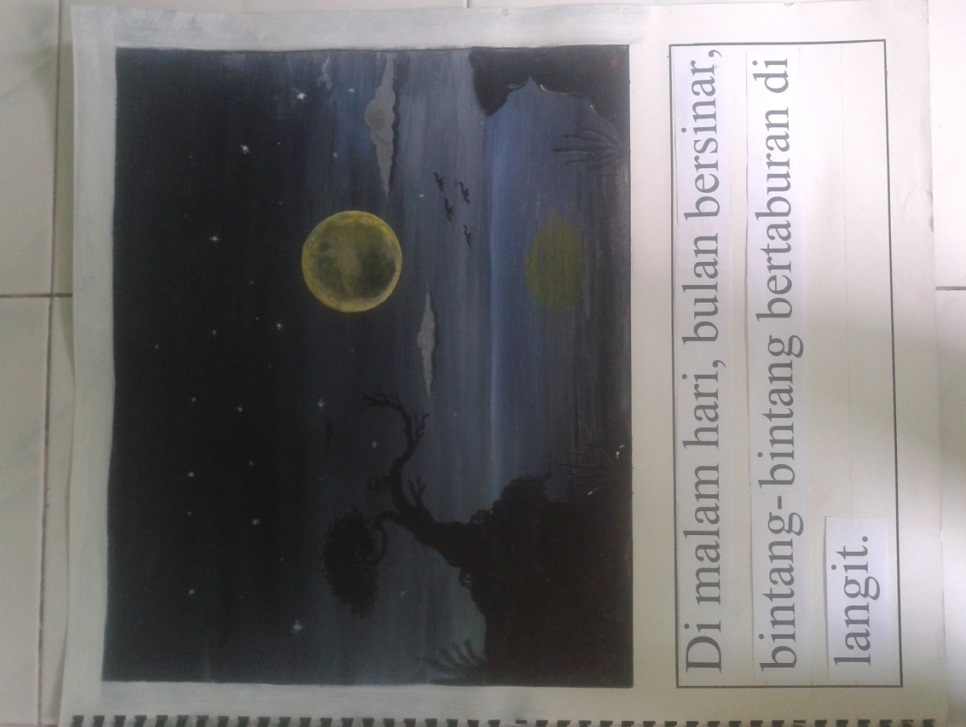 Di malam hari, bulan bersinar,
bintang- bintang bertaburan di
langit.